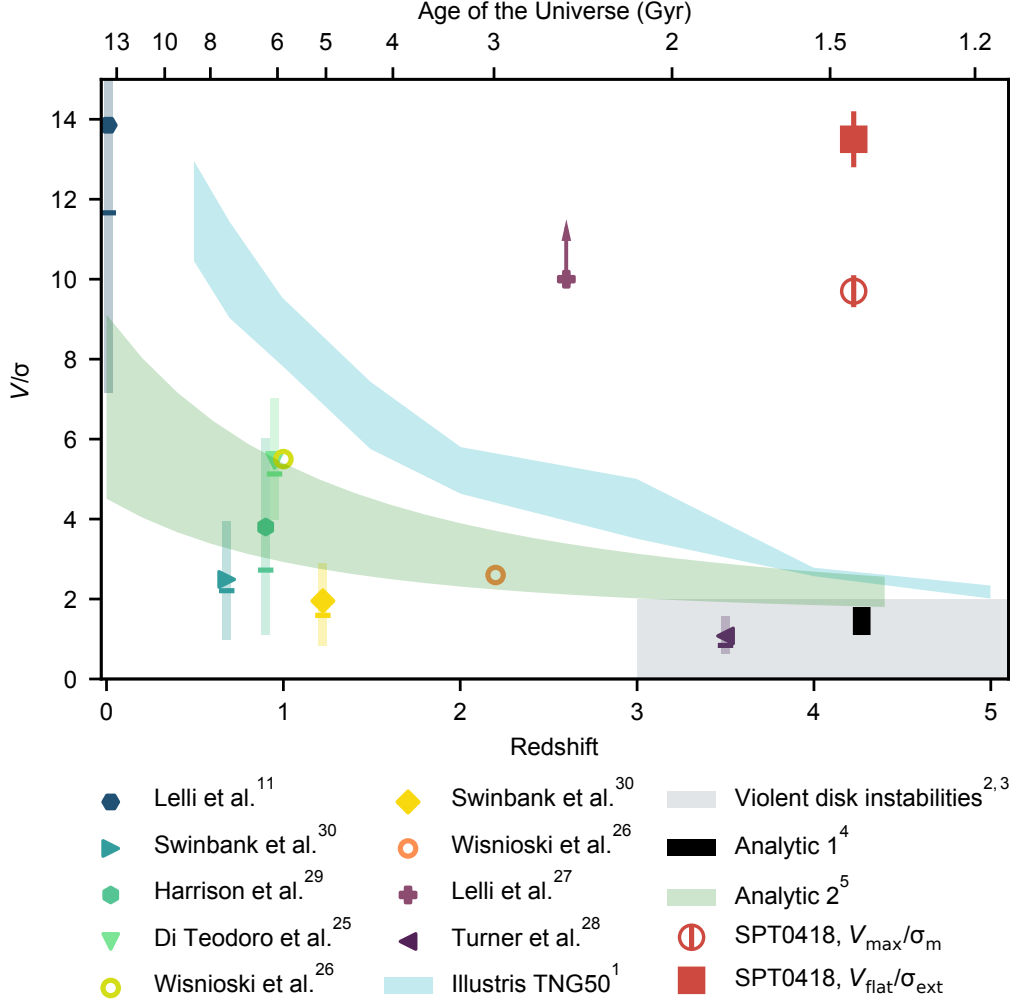 Age of the Universe (Gyr)
13 10 8 6 5 4 3 2 1.5 1.2
14
12
10
8
6
4
2
0
V/σ
0 1 2 3 4 5
Redshift
Lelli et al.¹¹
Swinbank et al.³⁰
Harrison et al.²⁹
Di Teodoro et al.²⁵
Wisnioski et al.²⁶
Swinbank et al.³⁰
Wisnioski et al.²⁶
Lelli et al.²⁷
Turner et al.²⁸
Illustris TNG50¹
Violent disk instabilities²,³
Analytic 1⁴
Analytic 2⁵
SPT0418, Vmax/σm
SPT0418, Vflat/σext